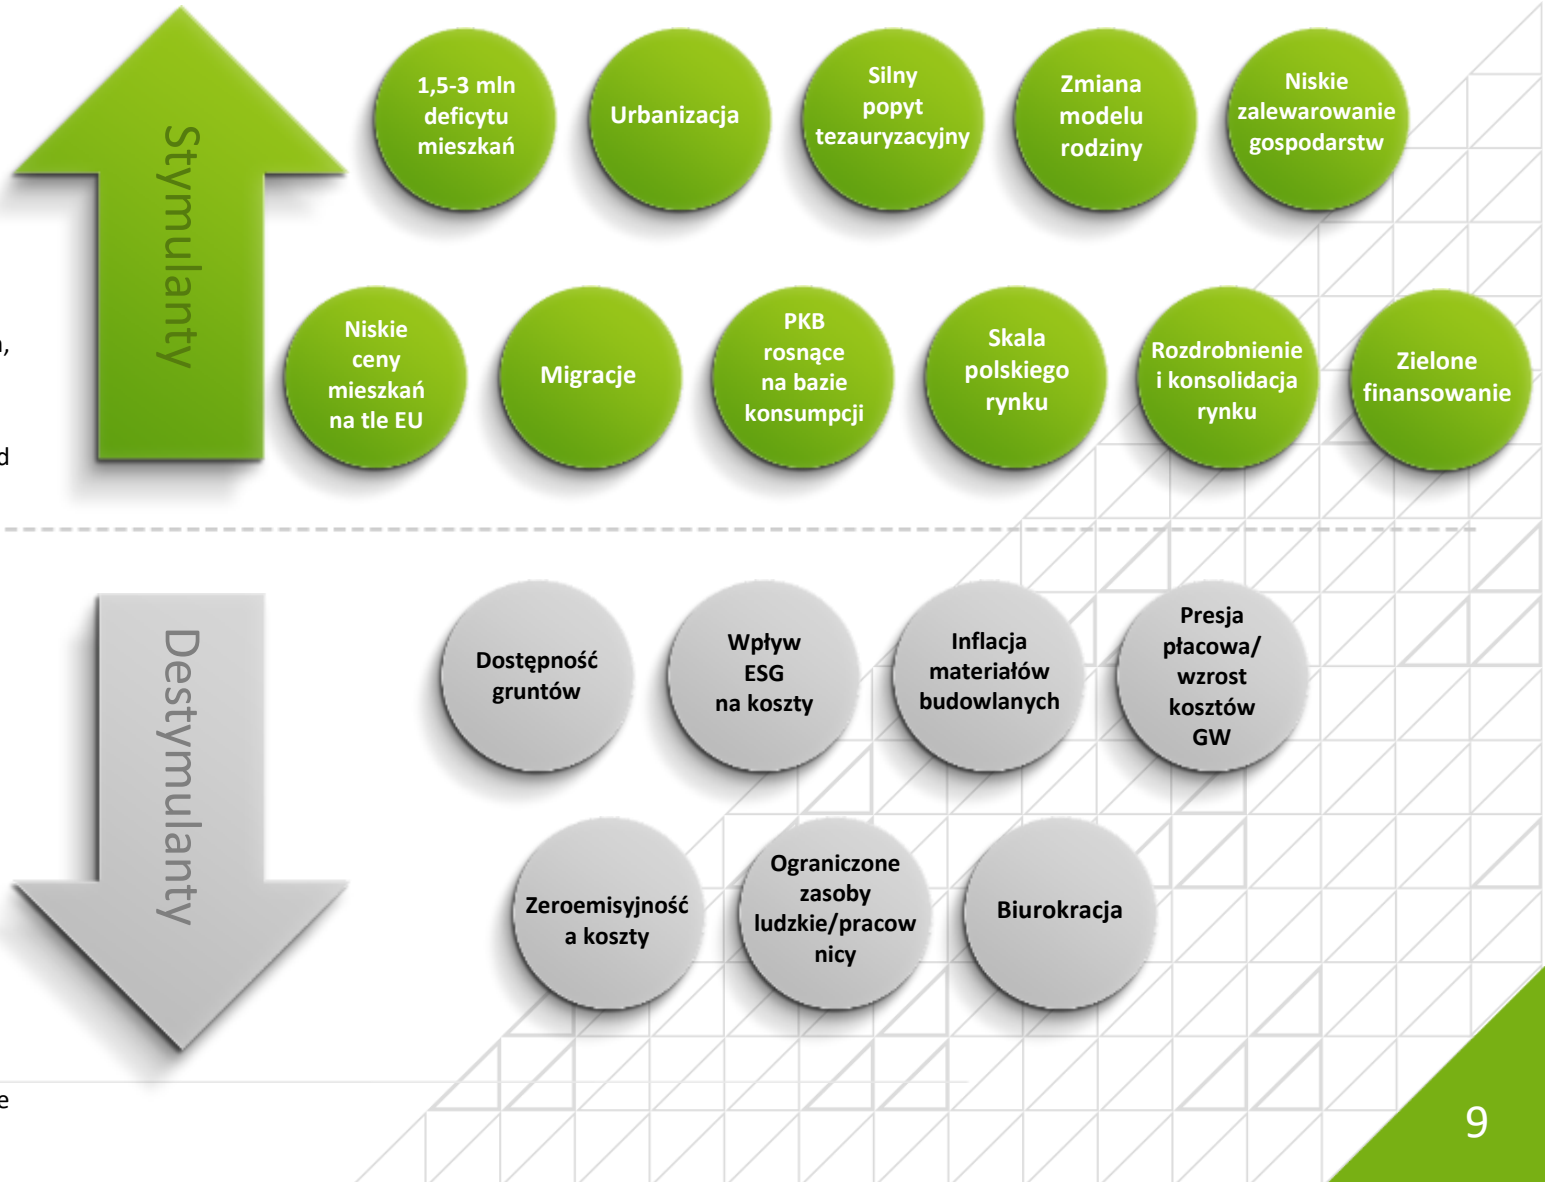 Stymulanty
1,5-3 mln
deficytu
mieszkań
Urbanizacja
Silny
popyt
tezauryzacyjny
Zmiana
modelu
rodziny
Niskie
zalewarowanie
gospodarstw
Niskie
ceny
mieszkań
na tle EU
Migracje
PKB
rosnące
na bazie
konsumpcji
Skala
polskiego
rynku
Rozdrobnienie
i konsolidacja
rynku
Zielone
finansowanie
d
Destymulanty
Dostępność
gruntów
Wpływ
ESG
na koszty
Inflacja
materiałów
budowlanych
Presja
płacowa/
wzrost
kosztów
GW
Zeroemisyjność
a koszty
Ograniczone
zasoby
ludzkie/pracow
nicy
Biurokracja
e
9